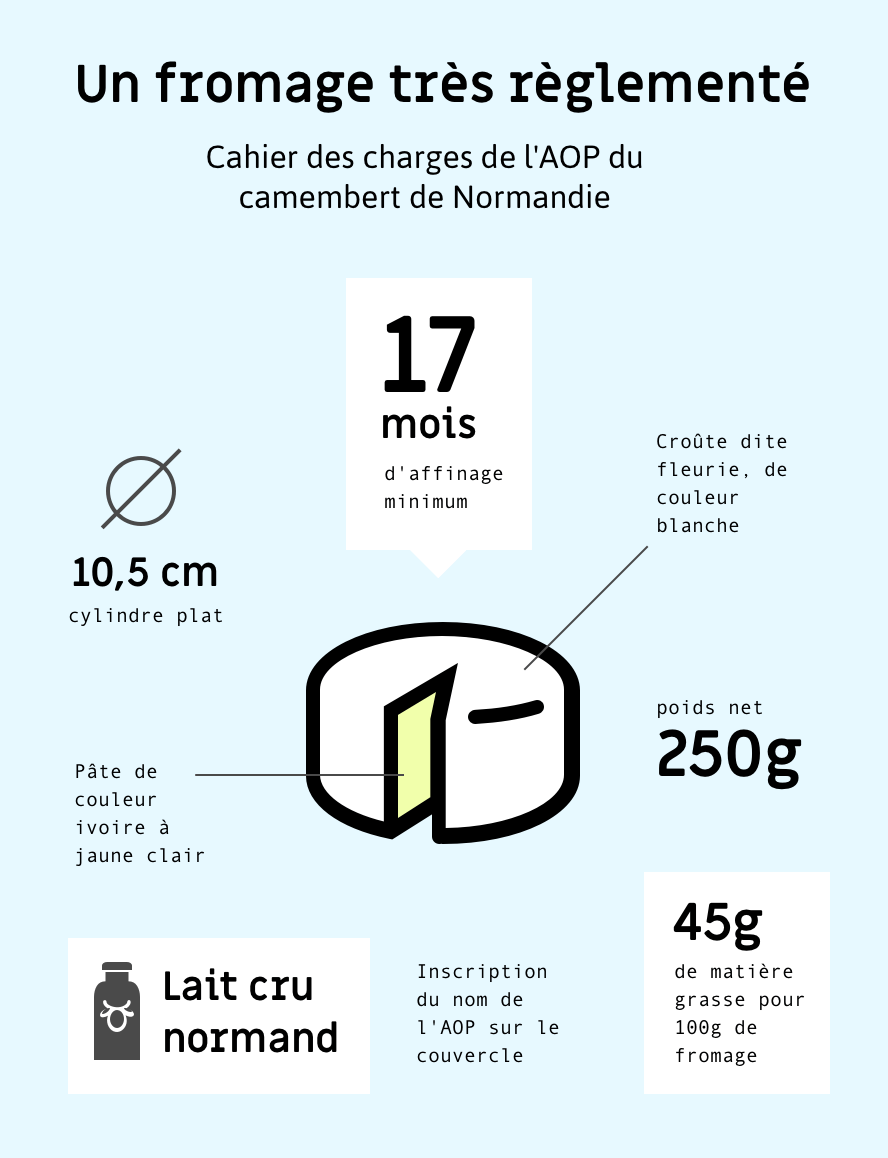 Un fromage très règlementé
Cahier des charges de l'AOP du
camembert de Normandie
17
mois
d'affinage
minimum
Croûte dite
fleurie, de
couleur
blanche
10,5 cm
cylindre plat
poids net
250g
Pâte de
couleur
ivoire à
jaune clair
Lait cru
normand
Inscription
du nom de
l'AOP sur le
couvercle
45g
de matière
grasse pour
100g de
fromage